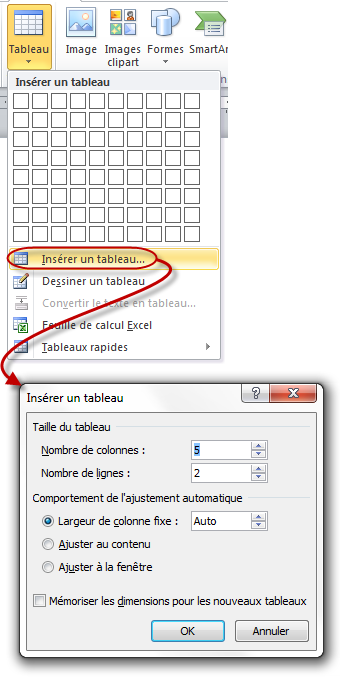 Tableau
Image
Images
clipart
Formes
SmartAr
Insérer un tableau
Insérer un tableau...
Dessiner un tableau
Convertir le texte en tableau...
Feuille de calcul Excel
Tableaux rapides
Insérer un tableau
Taille du tableau
Nombre de colonnes : 5
Nombre de lignes : 2
Comportement de l'ajustement automatique
Largeur de colonne fixe : Auto
Ajuster au contenu
Ajuster à la fenêtre
Mémoriser les dimensions pour les nouveaux tableaux
OK Annuler